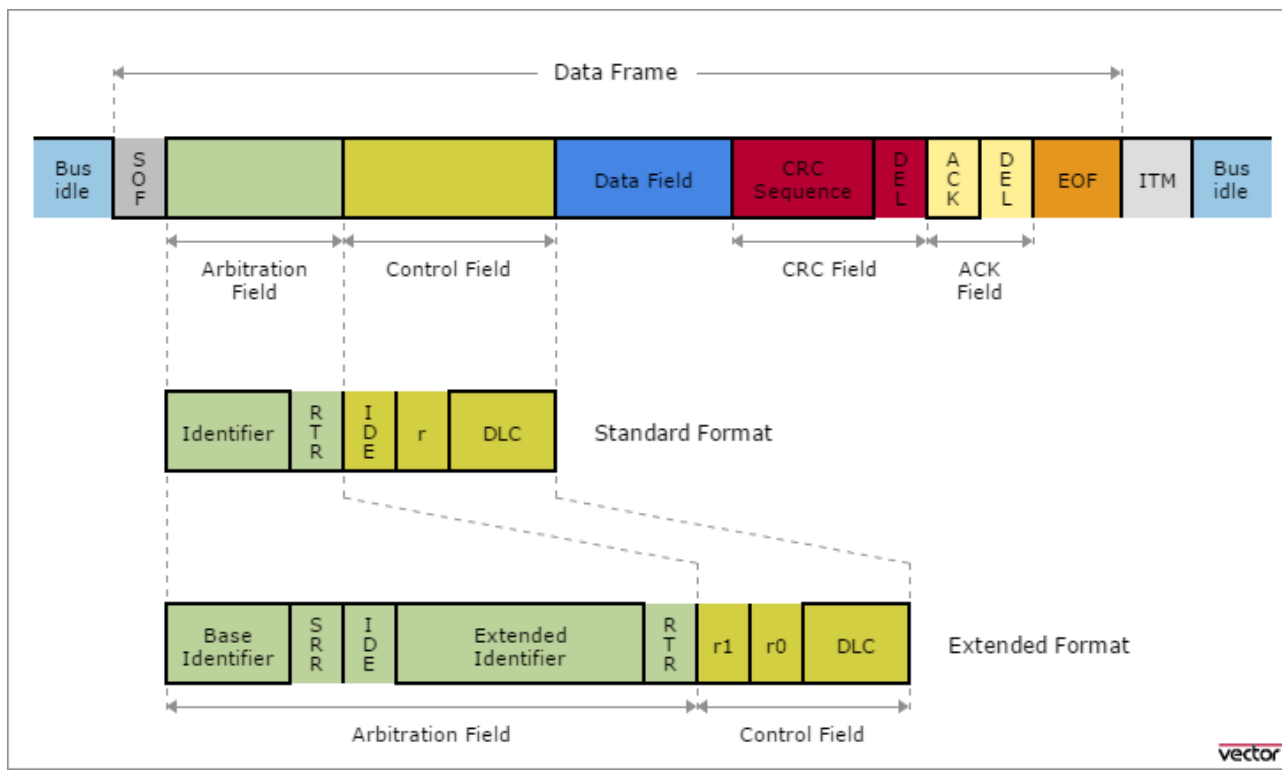 Data Frame
Bus
idle
S
O
F
Data Field
CRC
Sequence
D
E
L
A
C
K
D
E
L
EOF
ITM
Bus
idle
Arbitration
Field
Control Field
CRC Field
ACK
Field
Identifier
R
T
R
I
D
E
r
DLC
Standard Format
Base
Identifier
S
R
R
I
D
E
Extended
Identifier
R
T
R
r1
r0
DLC
Extended Format
Arbitration Field
Control Field
vector